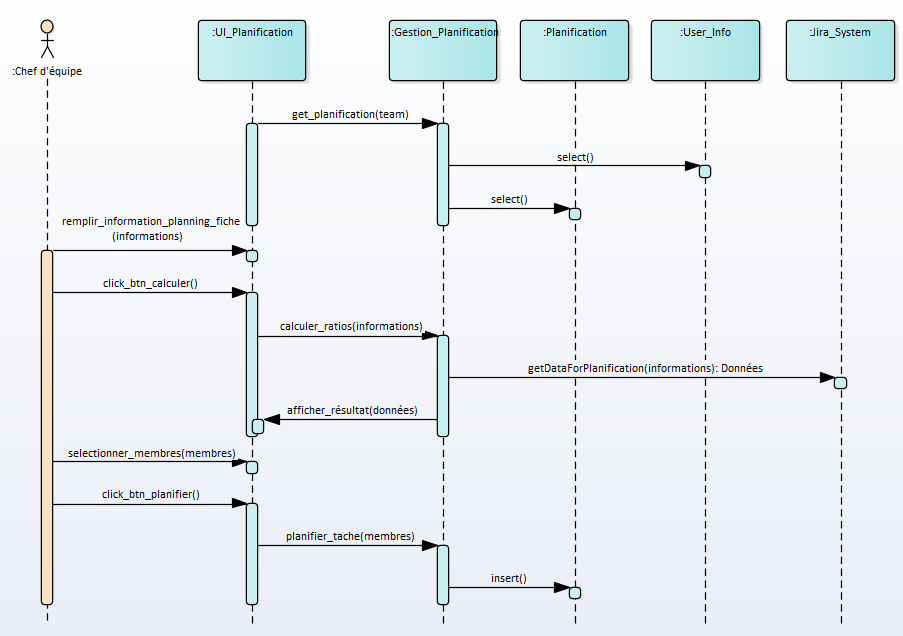 :UI_Planification
:Gestion_Planification
:Planification
:User_Info
:Jira_System
:Chef d'équipe
get_planification(team)
select()
select()
remplir_information_planning_fiche
(informations)
click_btn_calculer()
calculer_ratios(informations)
getDataForPlanification(informations): Données
afficher_résultat(données)
selectionner_membres(membres)
click_btn_planifier()
planifier_tache(membres)
insert()